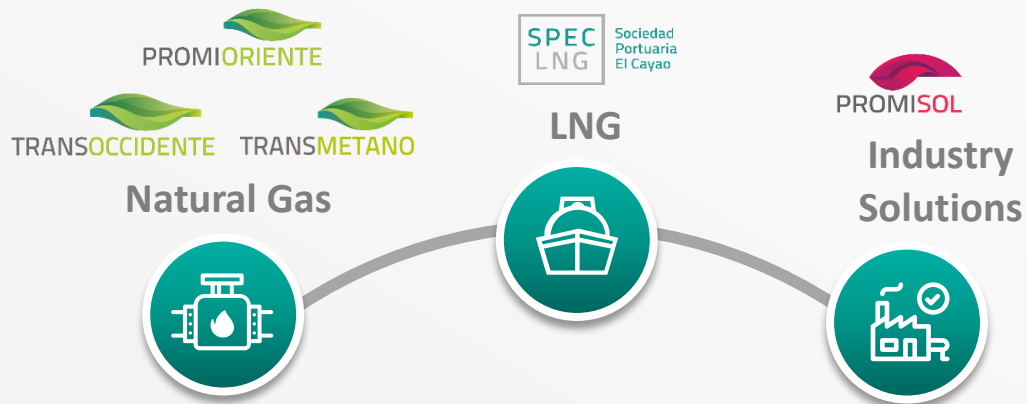 PROMIORIENTE
TRANSOCCIDENTE
TRANSMETANO
Natural Gas
SPEC
LNG
Sociedad
Portuaria
El Cayao
LNG
PROMISOL
Industry
Solutions